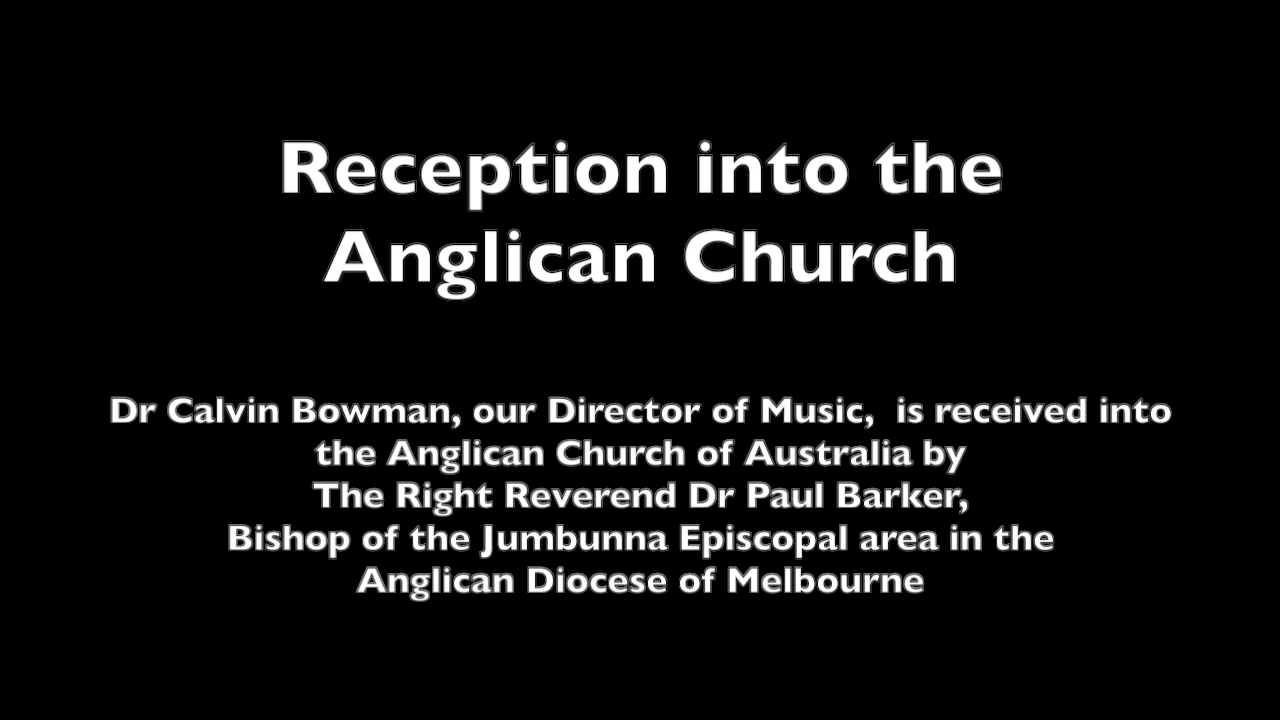 Reception into the
Anglican Church
Dr Calvin Bowman, our Director of Music,  is received into
the Anglican Church of Australia by
The Right Reverend Dr Paul Barker,
Bishop of the Jumbunna Episcopal area in the
Anglican Diocese of Melbourne